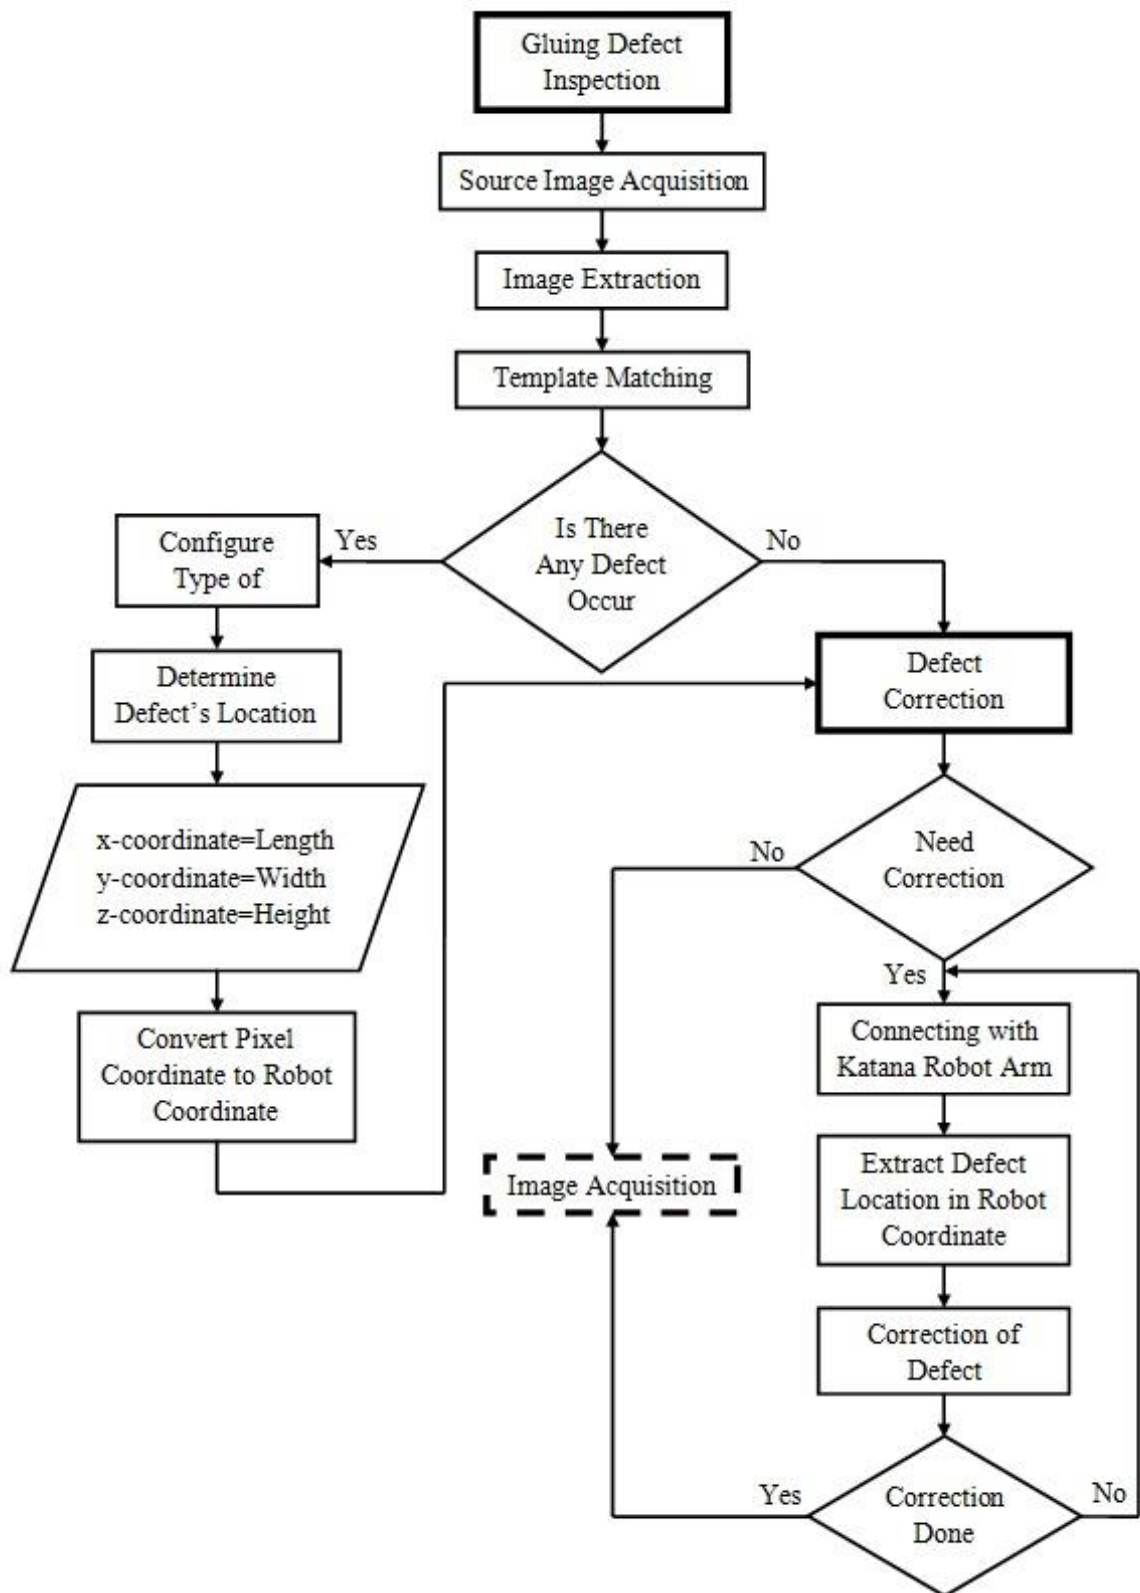 Gluing Defect
Inspection
Source Image Acquisition
Image Extraction
Template Matching
Is There
Any Defect
Occur
Yes
No
Configure
Type of
Determine
Defect's Location
x-coordinate=Length
y-coordinate=Width
z-coordinate=Height
Convert Pixel
Coordinate to Robot
Coordinate
Defect
Correction
Need
Correction
No
Yes
Connecting with
Katana Robot Arm
Extract Defect
Location in Robot
Coordinate
Image Acquisition
Correction of
Defect
Correction
Done
Yes
No